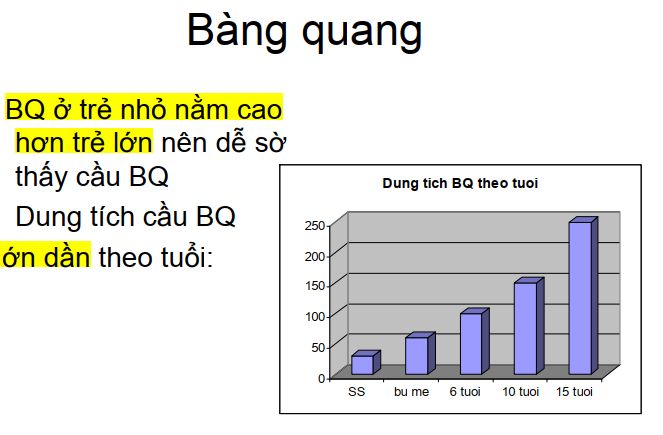 Bàng quang
BQ ở trẻ nhỏ nằm cao
hơn trẻ lớn nên dễ sờ
thấy cầu BQ
Dung tích cầu BQ
ớn dần theo tuổi:
Dung tich BQ theo tuoi
250
200
150
100
50
0
SS bu me 6 tuoi 10 tuoi 15 tuoi